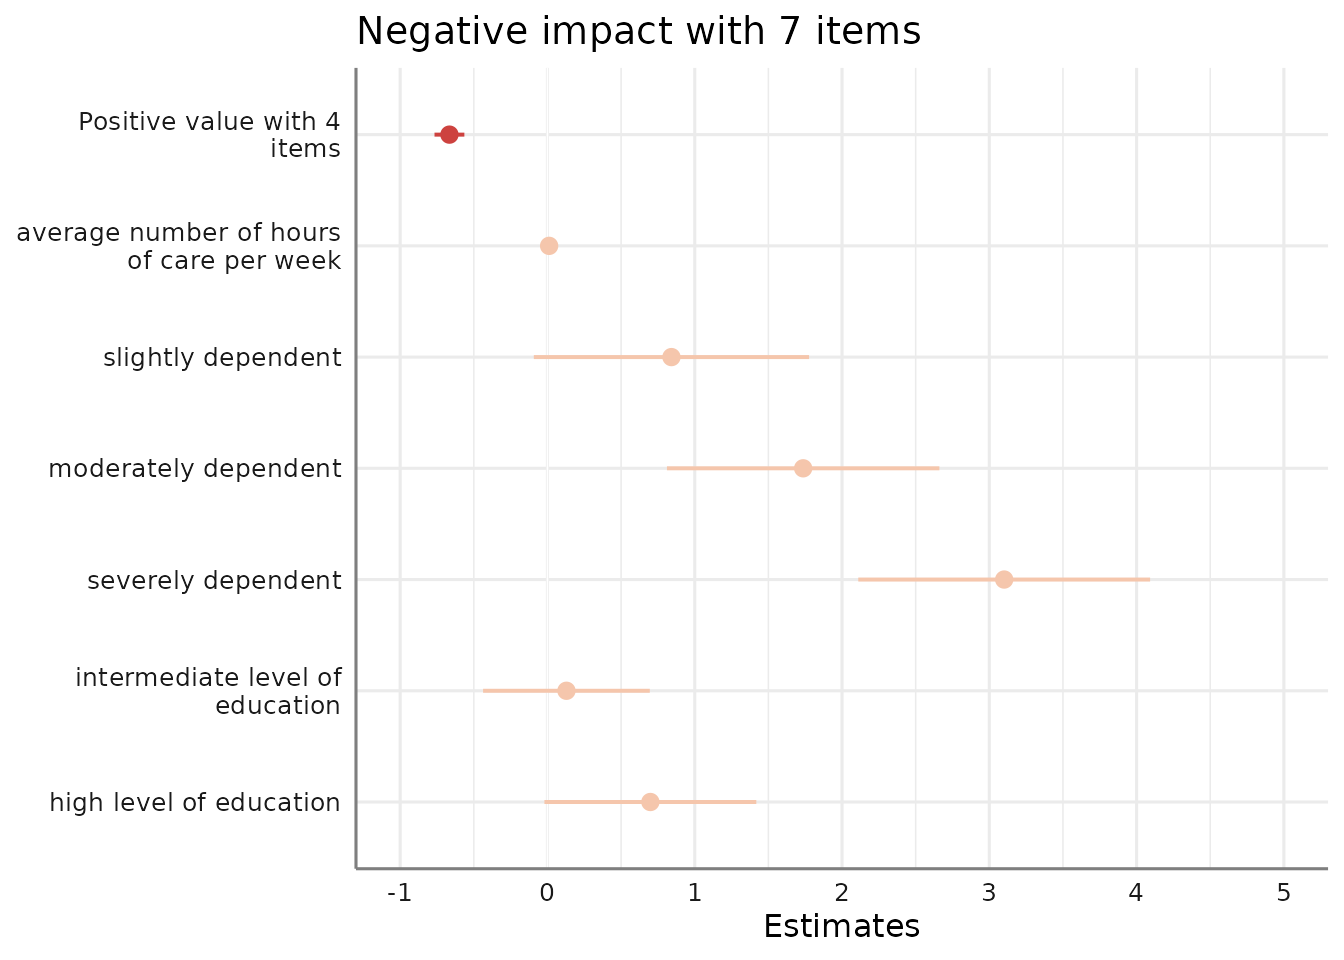 Negative impact with 7 items
Positive value with 4
items
average number of hours
of care per week
slightly dependent
moderately dependent
severely dependent
intermediate level of
education
high level of education
-1 0 1 2 3 4 5
Estimates